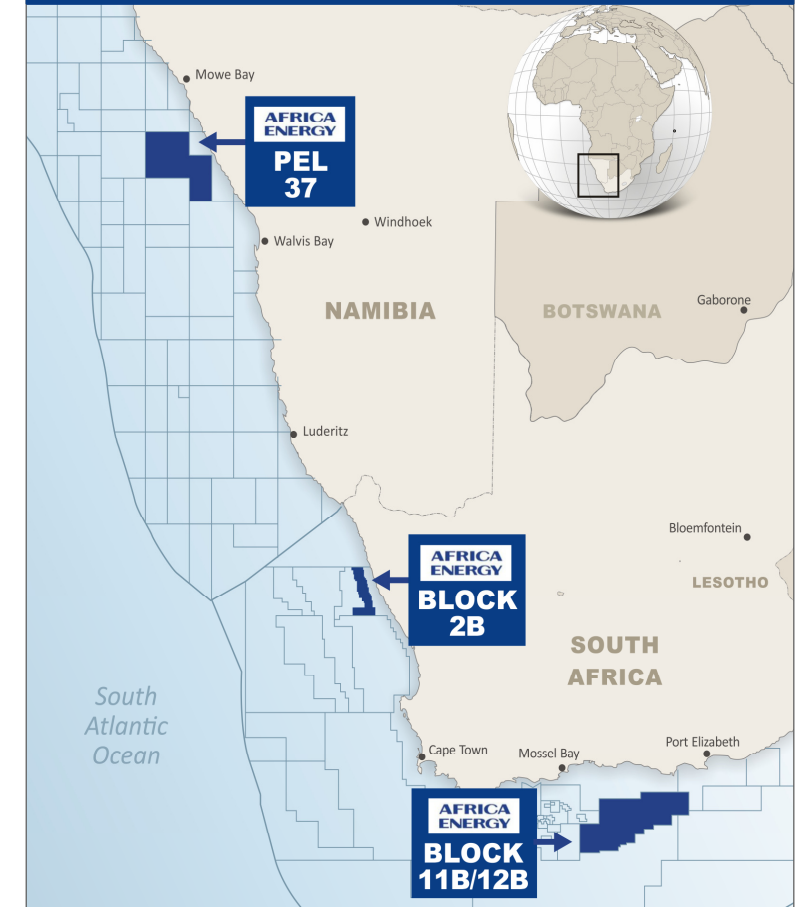 Mowe Bay
AFRICA
ENERGY
PEL
37
Windhoek
Walvis Bay
NAMIBIA
BOTSWANA
Gaborone
Luderitz
Bloemfontein
AFRICA
ENERGY
BLOCK
2B
LESOTHO
SOUTH
AFRICA
South
Atlantic
Ocean
Cape Town
Mossel Bay
Port Elizabeth
AFRICA
ENERGY
BLOCK
11B/12B